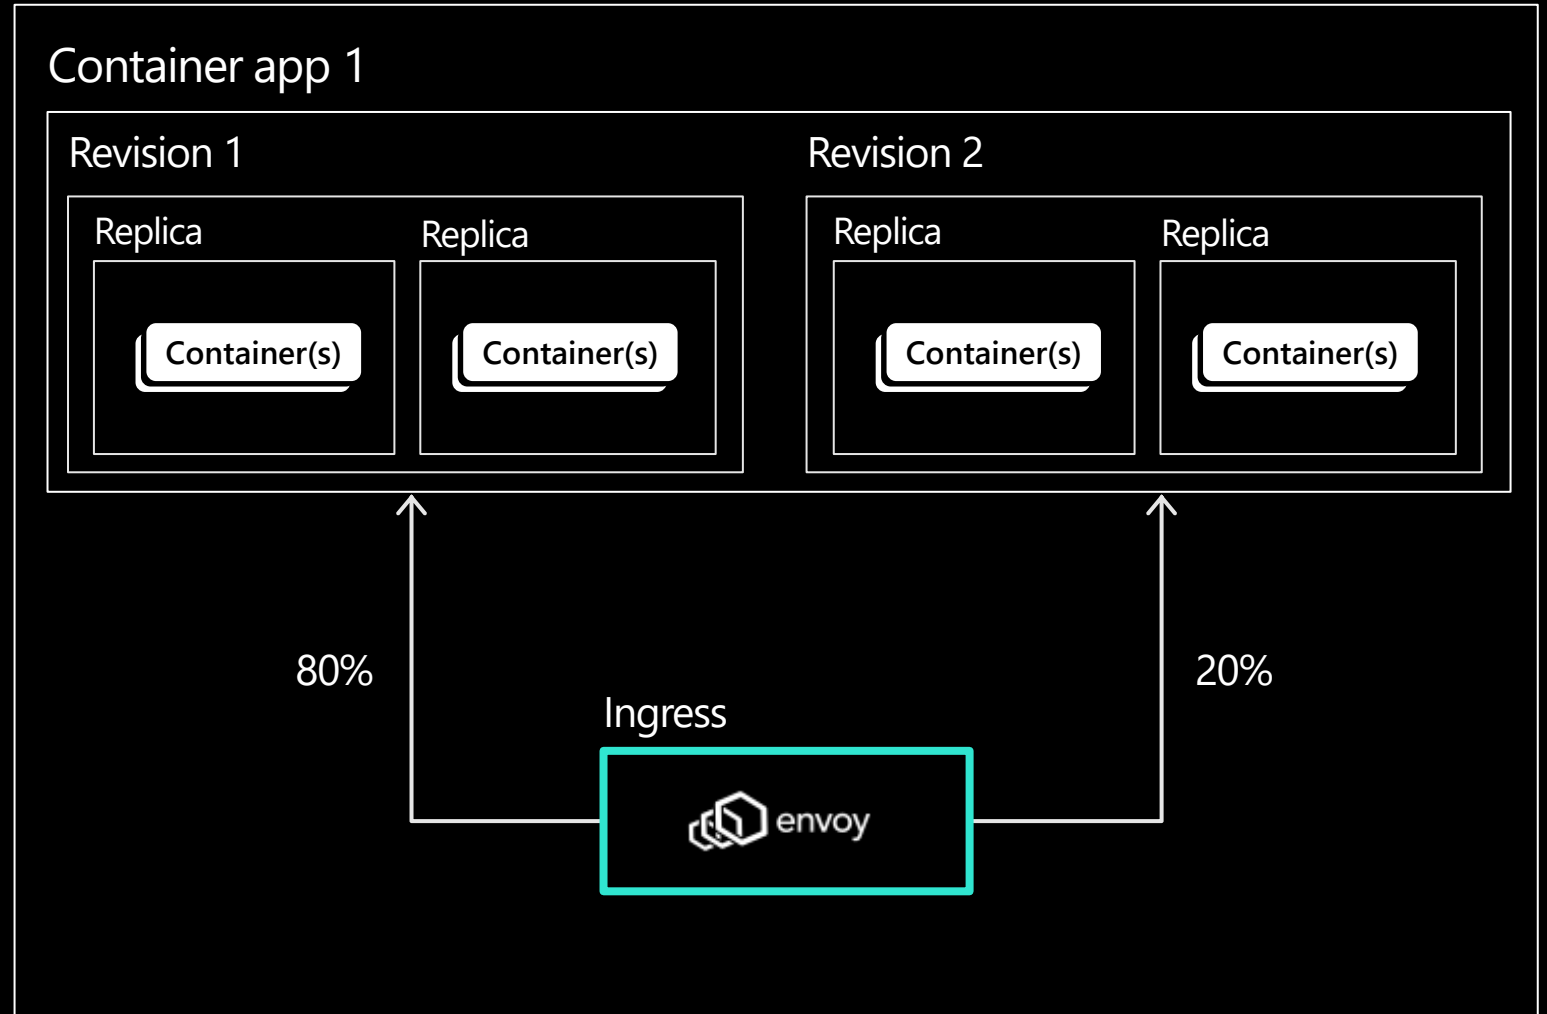 Container app 1
Revision 1
Revision 2
Replica
Replica
Replica
Replica
Container(s)
Container(s)
Container(s)
Container(s)
80%
20%
Ingress
envoy